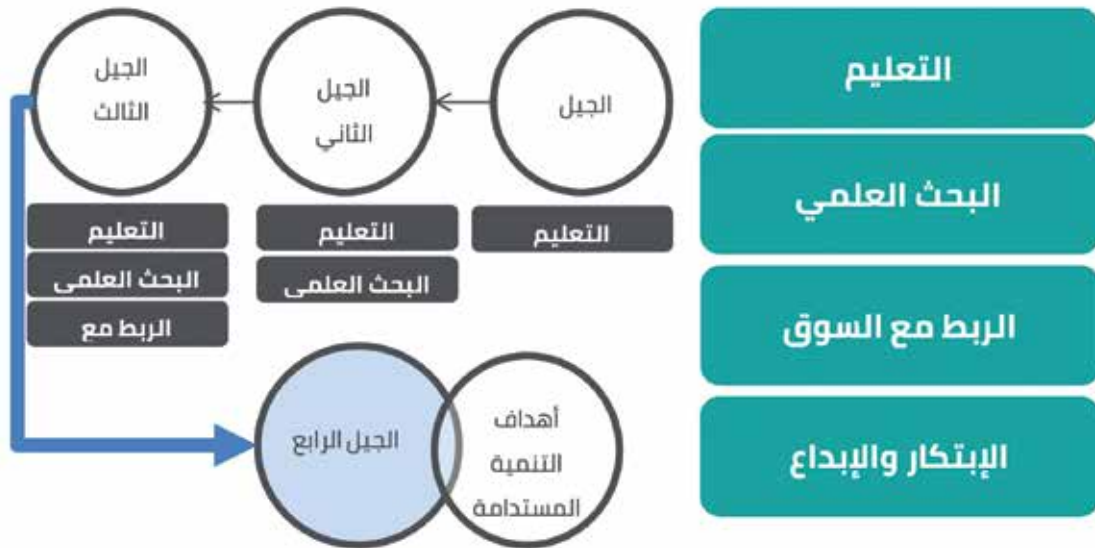 التعليم
البحث العلمي
الربط مع السوق
الإبتكار والإبداع
الجيل
التعليم
الجيل
الثاني
التعليم
البحث العلمى
الجيل
الثالث
التعليم
البحث العلمى
الربط مع
الجيل الرابع
أهداف
التنمية
المستدامة